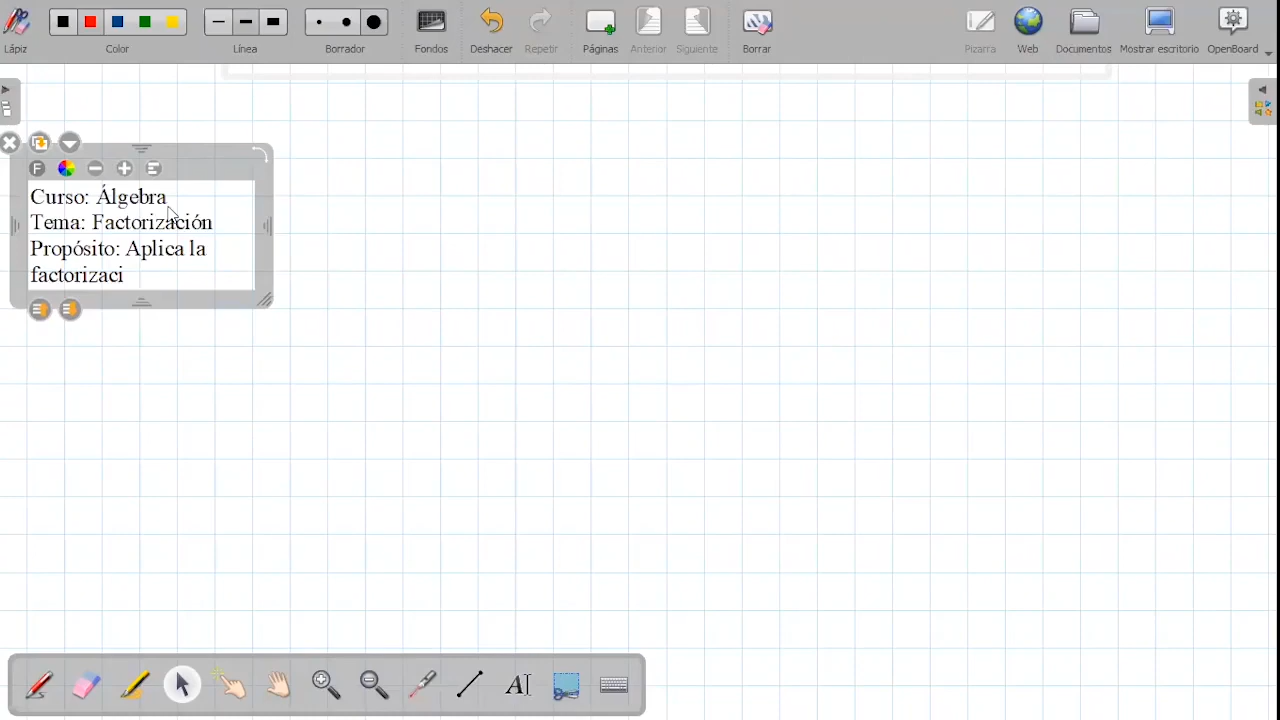 Lápiz
Color
Línea
Borrador
Fondos
Deshacer
Repetir
Páginas
Anterior
Siguiente
Borrar
Pizarra
Web
Documentos
Mostrar escritorio
OpenBoard
F
Curso: Álgebra
Tema: Factorización
Propósito: Aplica la
factorizaci
A